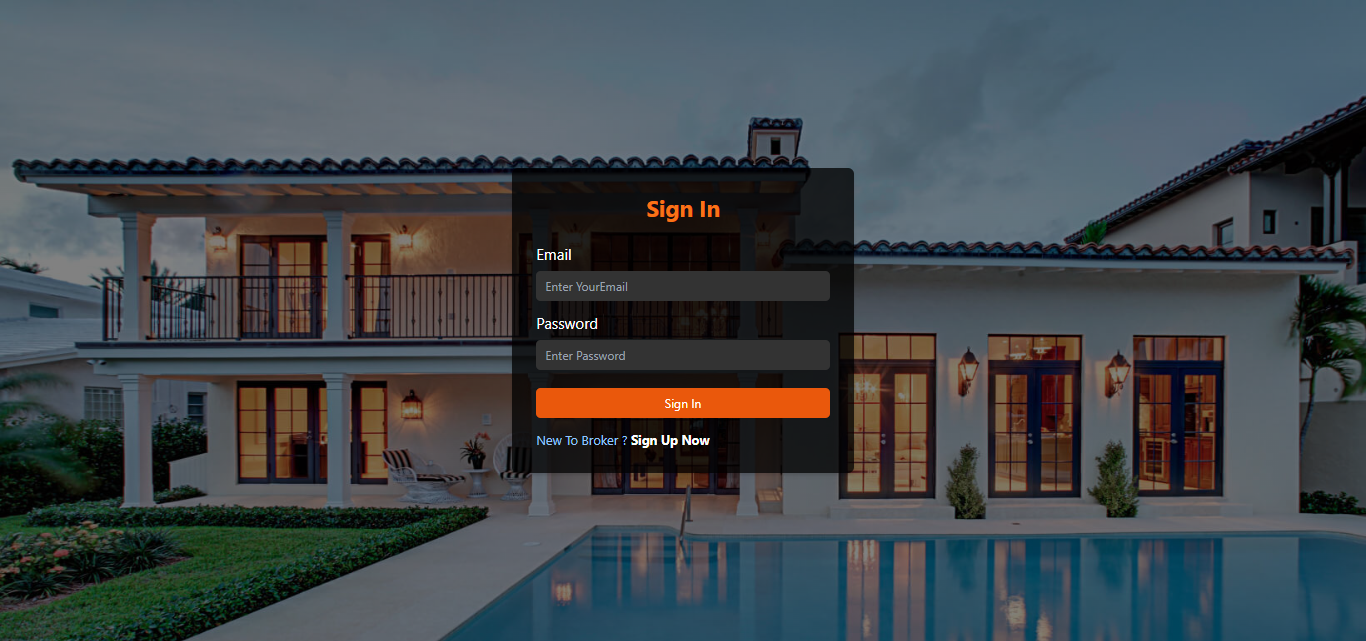 Sign In
Email
Enter YourEmail
Password
Enter Password
Sign In
New To Broker ? Sign Up Now